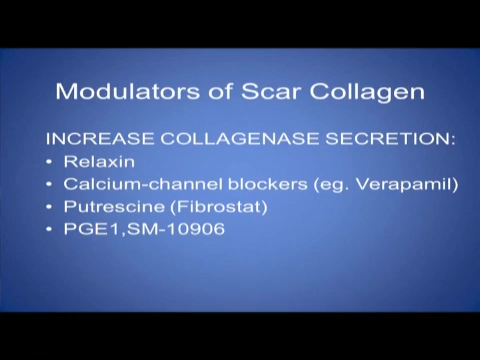 Modulators of Scar Collagen
INCREASE COLLAGENASE SECRETION:
• Relaxin
• Calcium-channel blockers (eg. Verapamil)
• Putrescine (Fibrostat)
• PGE1,SM-10906